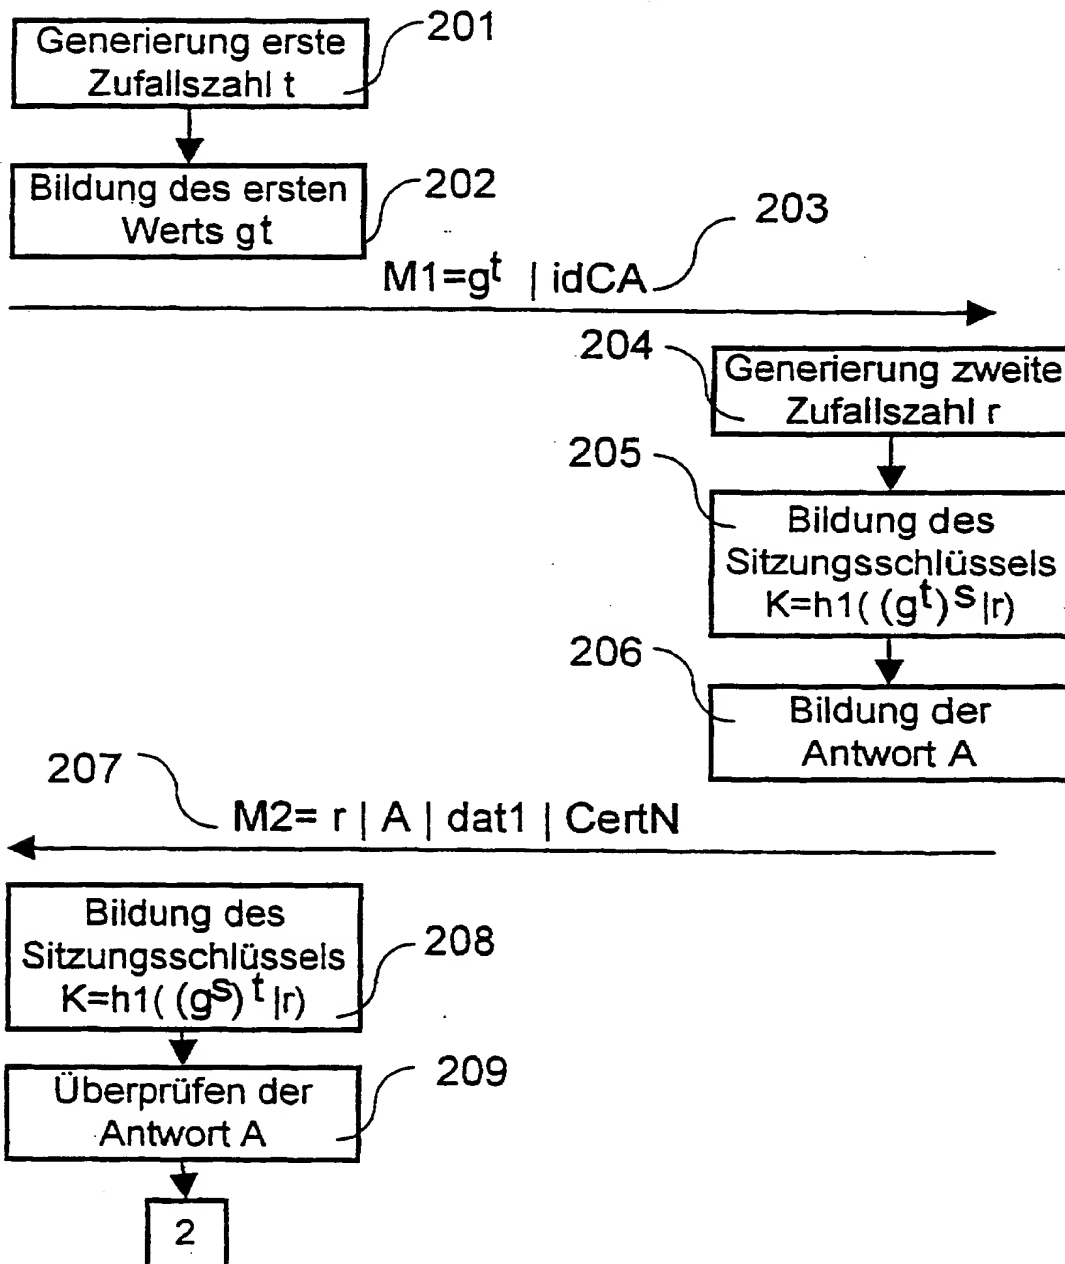 Generierung erste
Zufallszahl t
201
Bildung des ersten
Werts gt
202
203
M1=g^t | idCA
204
Generierung zweite
Zufallszahl r
205
Bildung des
Sitzungsschlüssels
K=h1( (g^t)^s |r)
206
Bildung der
Antwort A
207
M2= r | A | dat1 | CertN
Bildung des
Sitzungsschlüssels
K=h1( (g^s)^t |r)
208
Überprüfen der
Antwort A
209
2